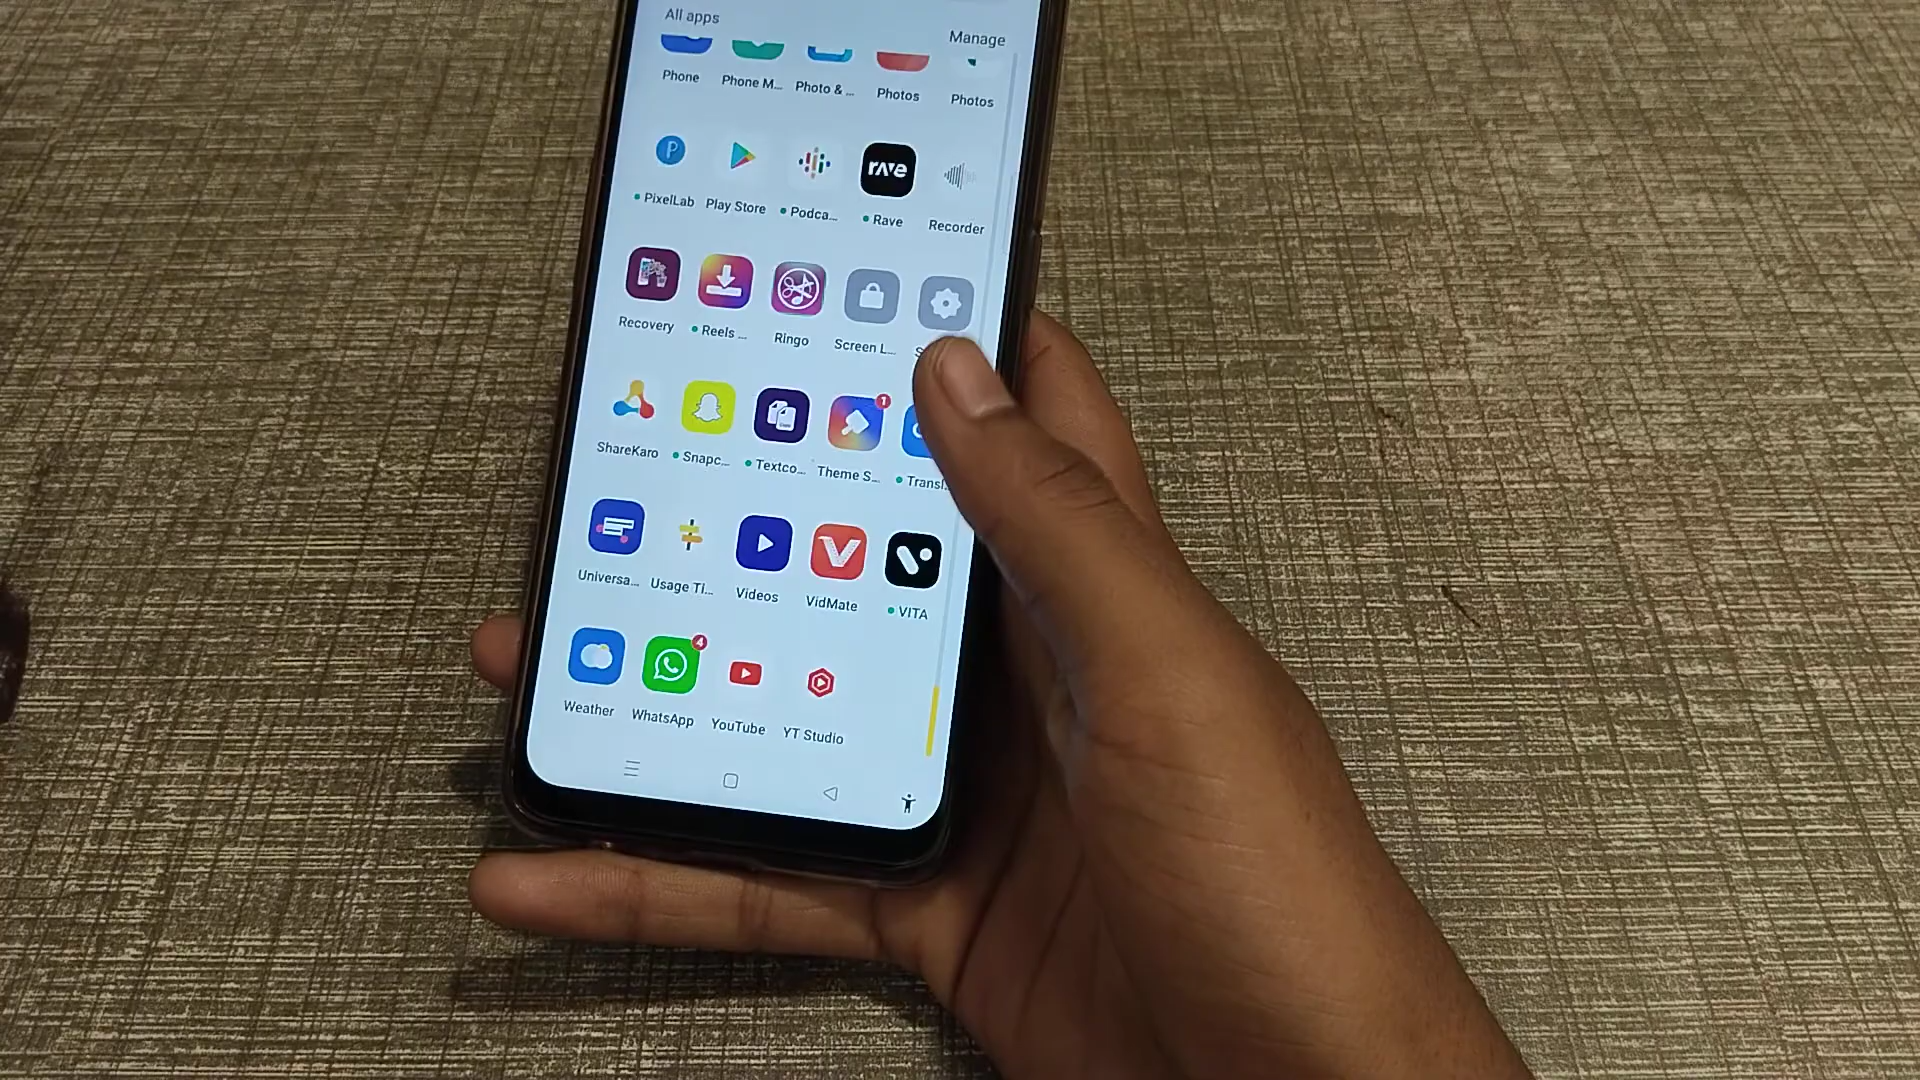 All apps
Manage
Phone
Phone M...
Photo & ...
Photos
Photos
rave
PixelLab
Play Store
Podca...
Rave
Recorder
Recovery
Reels ...
Ringo
Screen L...
1
ShareKaro
Snapc...
Textco...
Theme S...
Transl.
Universa...
Usage Ti...
Videos
VidMate
VITA
4
Weather
WhatsApp
YouTube
YT Studio